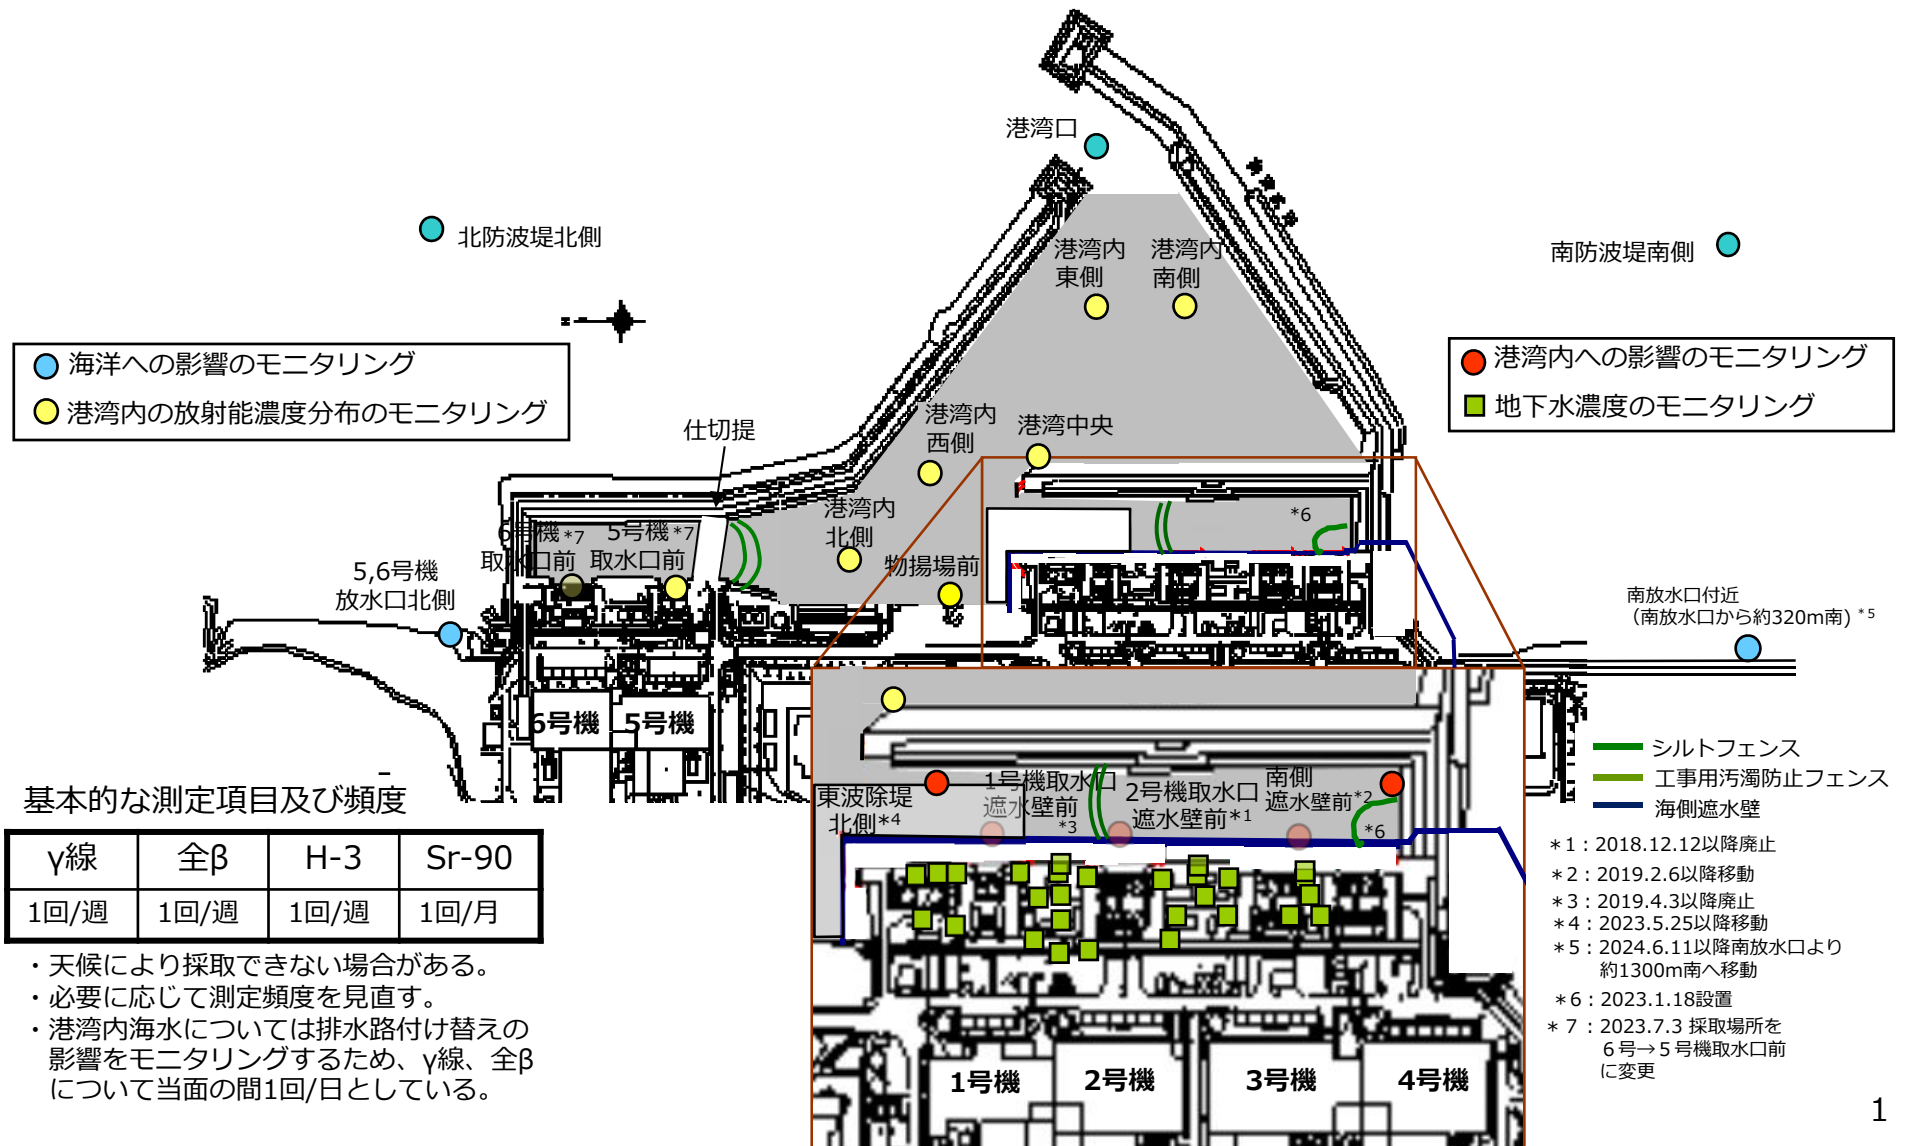 港湾口
北防波堤北側
南防波堤南側
港湾内
東側
港湾内
南側
海洋への影響のモニタリング
港湾内の放射能濃度分布のモニタリング
港湾内への影響のモニタリング
地下水濃度のモニタリング
仕切提
港湾内
西側
港湾中央
港湾内
北側
物揚場前
6号機*7
取水口前
5号機*7
取水口前
*6
5,6号機
放水口北側
南放水口付近
（南放水口から約320m南）*5
6号機
5号機
1号機取水口
遮水壁前
*3
2号機取水口
遮水壁前*1
南側
遮水壁前*2
*6
東波除堤
北側*4
1号機
2号機
3号機
4号機
シルトフェンス
工事用汚濁防止フェンス
海側遮水壁
＊1：2018.12.12以降廃止
＊2：2019.2.6以降移動
＊3：2019.4.3以降廃止
＊4：2023.5.25以降移動
＊5：2024.6.11以降南放水口より
約1300m南へ移動
＊6：2023.1.18設置
＊7：2023.7.3 採取場所を
６号→５号機取水口前
に変更
基本的な測定項目及び頻度
γ線 全β H-3 Sr-90
1回/週 1回/週 1回/週 1回/月
・天候により採取できない場合がある。
・必要に応じて測定頻度を見直す。
・港湾内海水については排水路付け替えの
影響をモニタリングするため、γ線、全β
について当面の間1回/日としている。
1